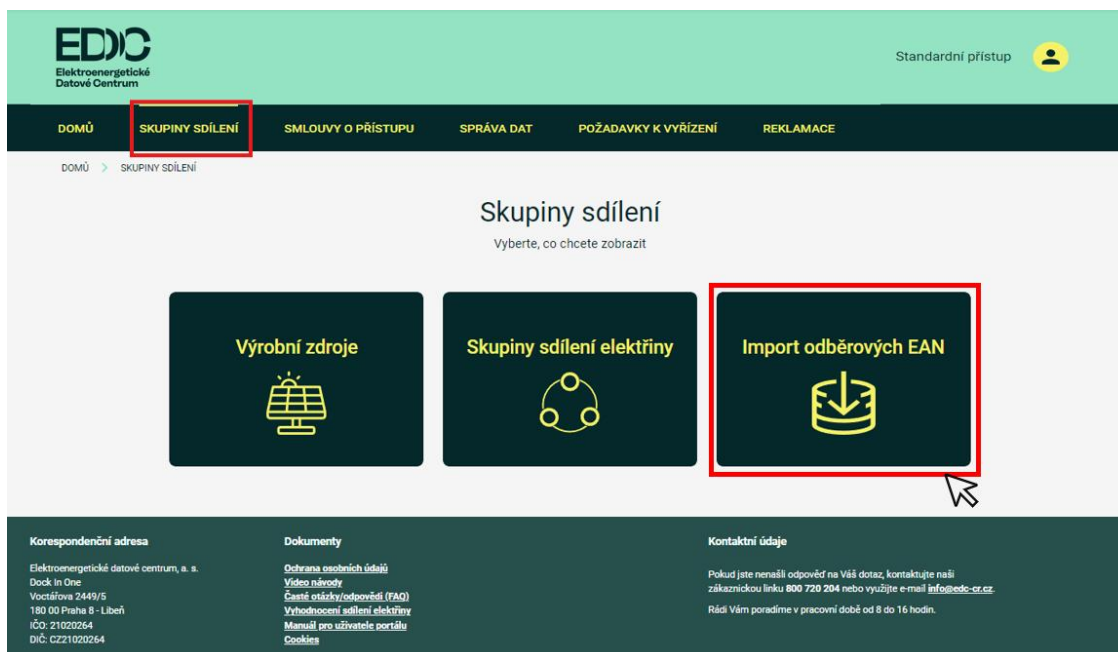 EDC
Elektroenergetické
Datové Centrum
Standardní přístup
DOMŮ
SKUPINY SDÍLENÍ
SMLOUVY O PŘÍSTUPU
SPRÁVA DAT
POŽADAVKY K VYŘÍZENÍ
REKLAMACE
DOMŮ > SKUPINY SDÍLENÍ
Skupiny sdílení
Vyberte, co chcete zobrazit
Výrobní zdroje
Skupiny sdílení elektřiny
Import odběrových EAN
Korespondenční adresa
Elektroenergetické datové centrum, a. s.
Dock In One
Voctářova 2449/5
180 00 Praha 8 - Libeň
IČO: 21020264
DIČ: CZ21020264
Dokumenty
Ochrana osobních údajů
Video návody
Časté otázky/odpovědi (FAQ)
Vyhodnocení sdílení elektřiny
Manuál pro uživatele portálu
Cookies
Kontaktní údaje
Pokud jste nenašli odpověď na Váš dotaz, kontaktujte naši
zákaznickou linku 800 720 204 nebo využijte e-mail info@edc-cr.cz.
Rádi Vám poradíme v pracovní době od 8 do 16 hodin.